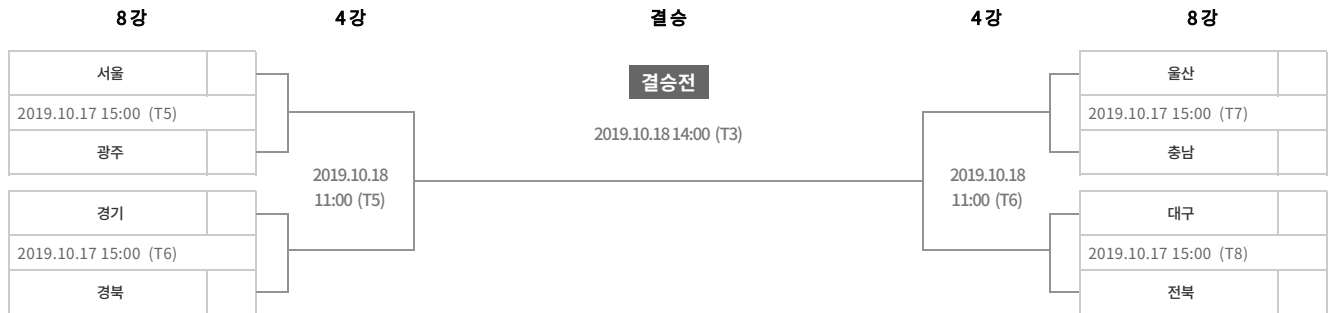 8강 4강 결승 4강 8강
서울
2019.10.17 15:00 (T5)
광주
경기
2019.10.17 15:00 (T6)
경북
2019.10.18
11:00 (T5)
결승전
2019.10.18 14:00 (T3)
2019.10.18
11:00 (T6)
울산
2019.10.17 15:00 (T7)
충남
대구
2019.10.17 15:00 (T8)
전북